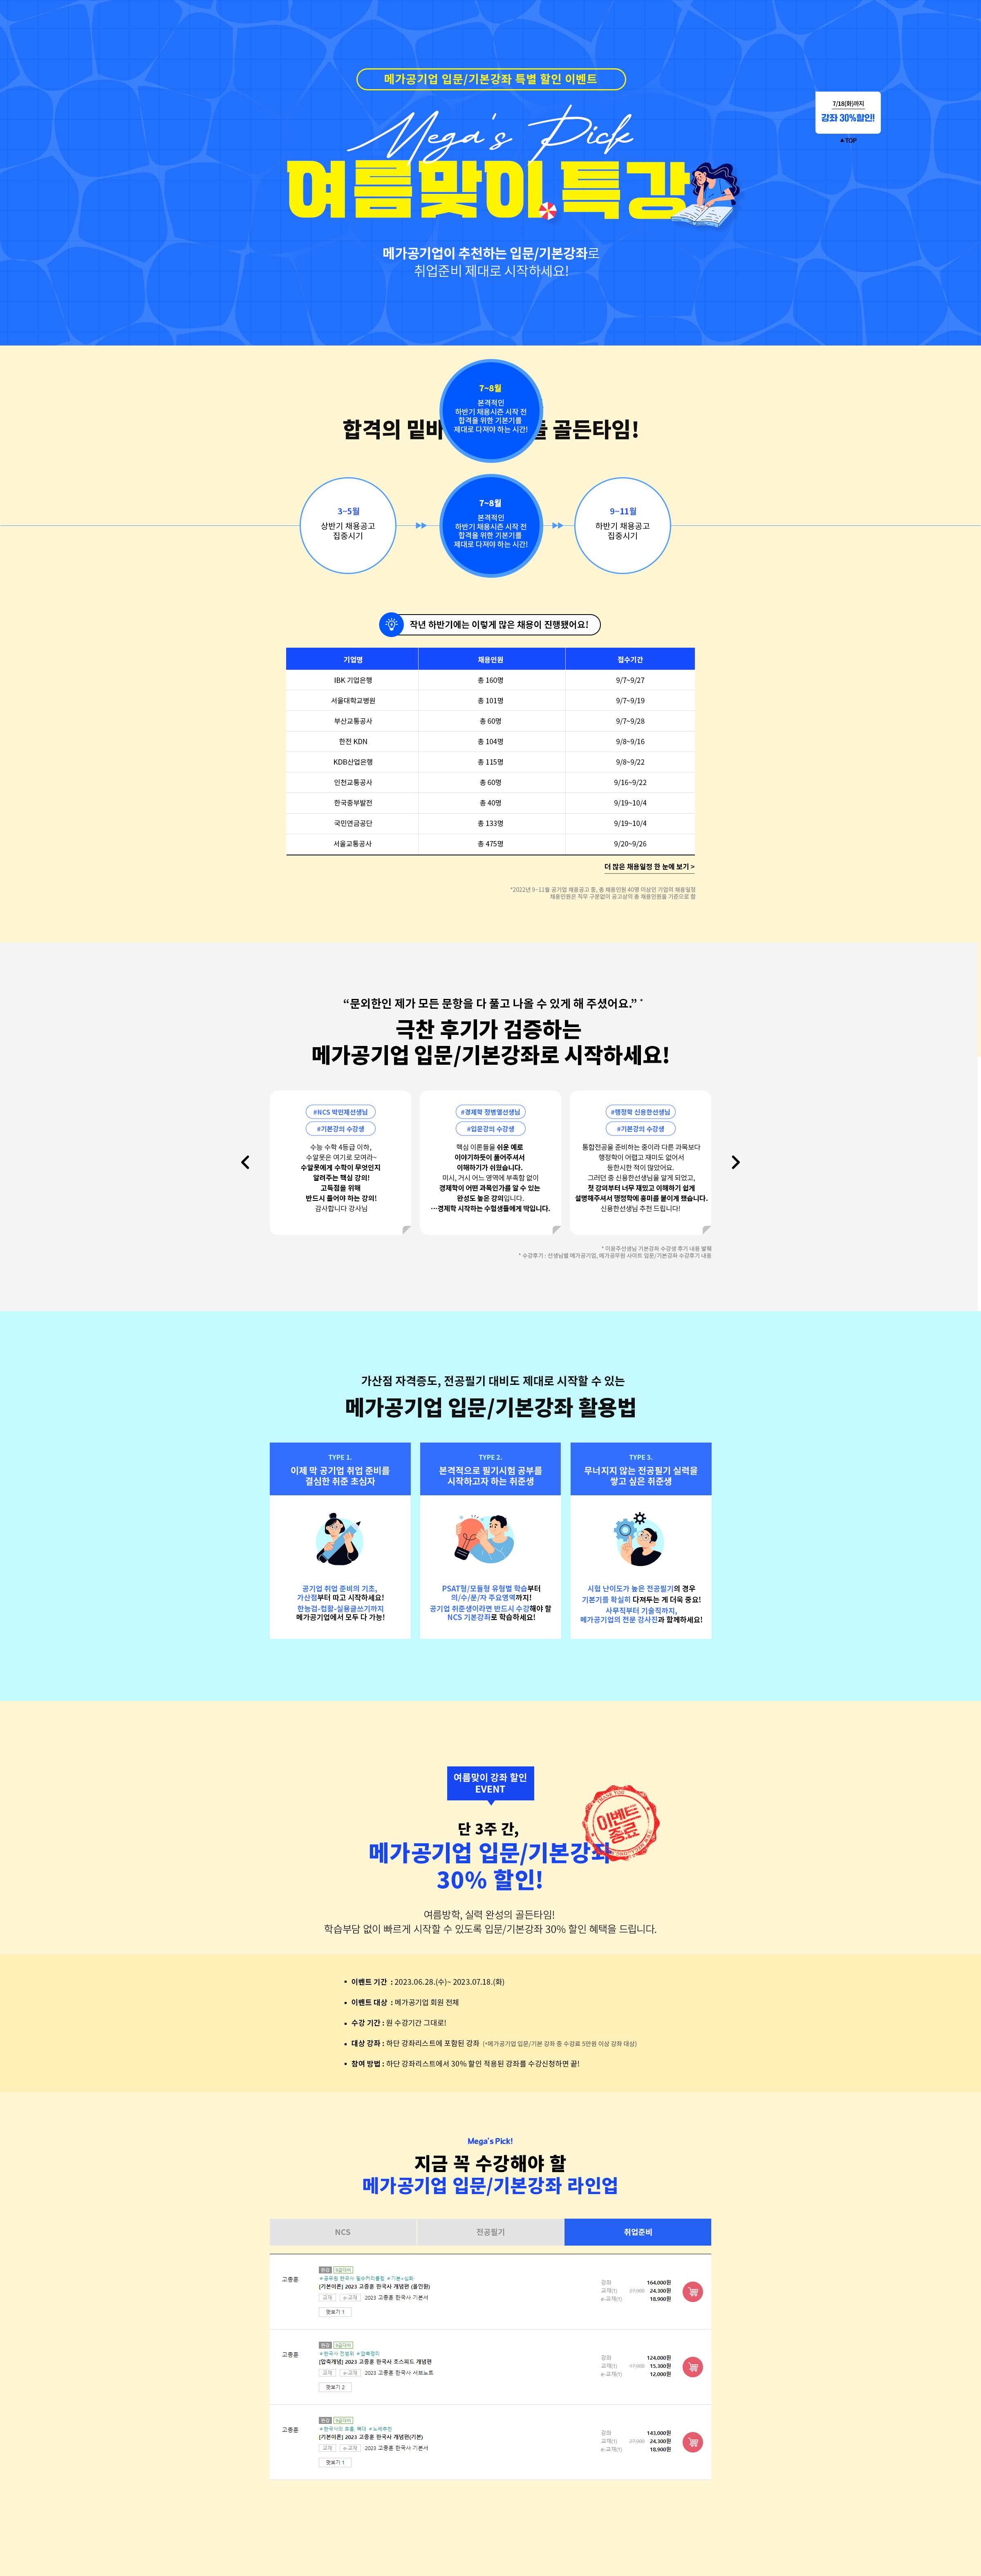 메가공기업 입문/기본강좌 특별 할인 이벤트
7/18(화)까지
강좌 30%할인!
▲TOP
Mega's Pick
여름맞이 특강
메가공기업이 추천하는 입문/기본강좌로
취업준비 제대로 시작하세요!
7~8월
본격적인
하반기 채용시즌 시작 전
합격을 위한 기본기를
제대로 다져야 하는 시간!
합격의 밑바 골든타임!
3~5월
상반기 채용공고
집중시기
7~8월
본격적인
하반기 채용시즌 시작 전
합격을 위한 기본기를
제대로 다져야 하는 시간!
9~11월
하반기 채용공고
집중시기
작년 하반기에는 이렇게 많은 채용이 진행됐어요!
기업명 채용인원 접수기간
IBK 기업은행 총 160명 9/7~9/27
서울대학교병원 총 101명 9/7~9/19
부산교통공사 총 60명 9/7~9/28
한전 KDN 총 104명 9/8~9/16
KDB산업은행 총 115명 9/8~9/22
인천교통공사 총 60명 9/16~9/22
한국중부발전 총 40명 9/19~10/4
국민연금공단 총 133명 9/19~10/4
서울교통공사 총 475명 9/20~9/26
더 많은 채용일정 한 눈에 보기 >
*2022년 9~11월 공기업 채용공고 중, 총 채용인원 40명 이상인 기업의 채용일정
채용인원은 직무 구분없이 공고상의 총 채용인원을 기준으로 함
“문외한인 제가 모든 문항을 다 풀고 나올 수 있게 해 주셨어요.” *
극찬 후기가 검증하는
메가공기업 입문/기본강좌로 시작하세요!
#NCS 박민제선생님
#기본강의 수강생
수능 수학 4등급 이하,
수알못은 여기로 모여라~
수알못에게 수학이 무엇인지
알려주는 핵심 강의!
고득점을 위해
반드시 들어야 하는 강의!
감사합니다 강사님
#경제학 정병열선생님
#입문강의 수강생
핵심 이론들을 쉬운 예로
이야기하듯이 풀어주셔서
이해하기가 쉬웠습니다.
미시, 거시 어느 영역에 부족함 없이
경제학이 어떤 과목인가를 알 수 있는
완성도 높은 강의입니다.
…경제학 시작하는 수험생들에게 딱입니다.
#행정학 신용한선생님
#기본강의 수강생
통합전공을 준비하는 중이라 다른 과목보다
행정학이 어렵고 재미도 없어서
등한시한 적이 많았어요.
그러던 중 신용한선생님을 알게 되었고,
첫 강의부터 너무 재밌고 이해하기 쉽게
설명해주셔서 행정학에 흥미를 붙이게 됐습니다.
신용한선생님 추천 드립니다!
* 이윤주선생님 기본강좌 수강생 후기 내용 발췌
* 수강후기 : 선생님별 메가공기업, 메가공무원 사이트 입문/기본강좌 수강후기 내용
가산점 자격증도, 전공필기 대비도 제대로 시작할 수 있는
메가공기업 입문/기본강좌 활용법
TYPE 1.
이제 막 공기업 취업 준비를
결심한 취준 초심자
공기업 취업 준비의 기초,
가산점부터 따고 시작하세요!
한능검·컴활·실용글쓰기까지
메가공기업에서 모두 다 가능!
TYPE 2.
본격적으로 필기시험 공부를
시작하고자 하는 취준생
PSAT형/모듈형 유형별 학습부터
의/수/문/자 주요영역까지!
공기업 취준생이라면 반드시 수강해야 할
NCS 기본강좌로 학습하세요!
TYPE 3.
무너지지 않는 전공필기 실력을
쌓고 싶은 취준생
시험 난이도가 높은 전공필기의 경우
기본기를 확실히 다져두는 게 더욱 중요!
사무직부터 기술직까지,
메가공기업의 전문 강사진과 함께하세요!
여름맞이 강좌 할인
EVENT
THANK YOU
이벤트
종료
단 3주 간,
메가공기업 입문/기본강좌
30% 할인!
여름방학, 실력 완성의 골든타임!
학습부담 없이 빠르게 시작할 수 있도록 입문/기본강좌 30% 할인 혜택을 드립니다.
• 이벤트 기간 : 2023.06.28.(수)~ 2023.07.18.(화)
• 이벤트 대상 : 메가공기업 회원 전체
• 수강 기간 : 원 수강기간 그대로!
• 대상 강좌 : 하단 강좌리스트에 포함된 강좌 (*메가공기업 입문/기본 강좌 중 수강료 5만원 이상 강좌 대상)
• 참여 방법 : 하단 강좌리스트에서 30% 할인 적용된 강좌를 수강신청하면 끝!
Mega's Pick!
지금 꼭 수강해야 할
메가공기업 입문/기본강좌 라인업
NCS 전공필기 취업준비
고종훈
#공무원 한국사 필수커리큘럼 #기본+심화
[기본이론] 2023 고종훈 한국사 개념편 (올인원)
교재 e-교재 2023 고종훈 한국사 기본서
맛보기 1
강좌 164,000원
교재(1) 27,000 24,300원
e-교재(1) 18,900원
고종훈
#한국사 전범위 #압축정리
[압축개념] 2023 고종훈 한국사 초스피드 개념편
교재 e-교재 2023 고종훈 한국사 서브노트
맛보기 2
강좌 124,000원
교재(1) 17,000 15,300원
e-교재(1) 12,000원
고종훈
[기본이론] 2023 고종훈 한국사 개념편(기본)
교재 e-교재 2023 고종훈 한국사 기본서
맛보기 1
강좌 143,000원
교재(1) 27,000 24,300원
e-교재(1) 18,900원